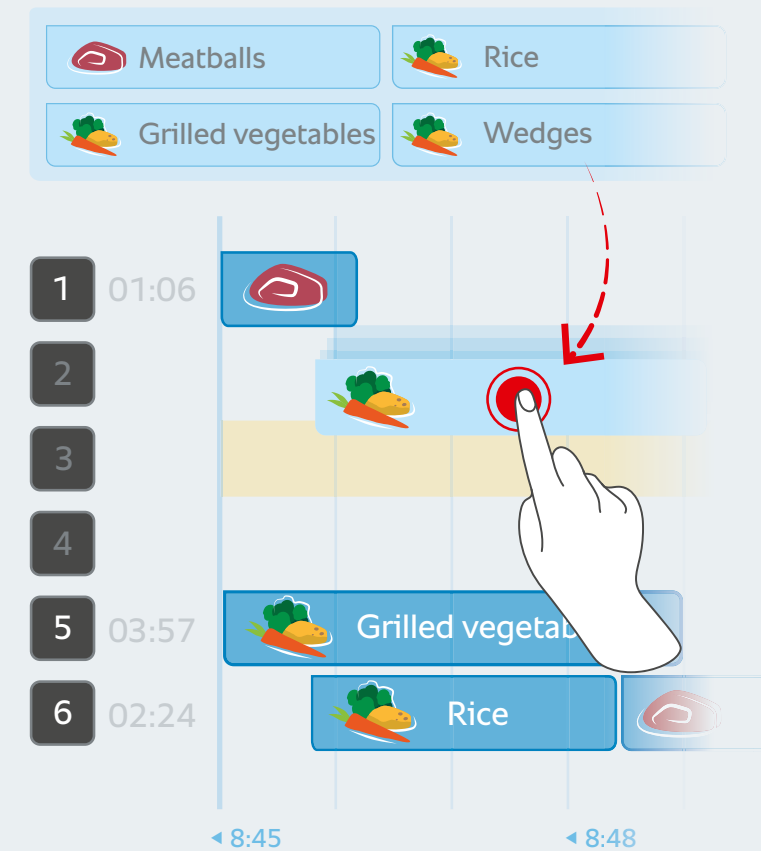 Meatballs
Rice
Grilled vegetables
Wedges
1 01:06
2
3
4
5 03:57 Grilled vegetab
6 02:24 Rice
8:45 8:48